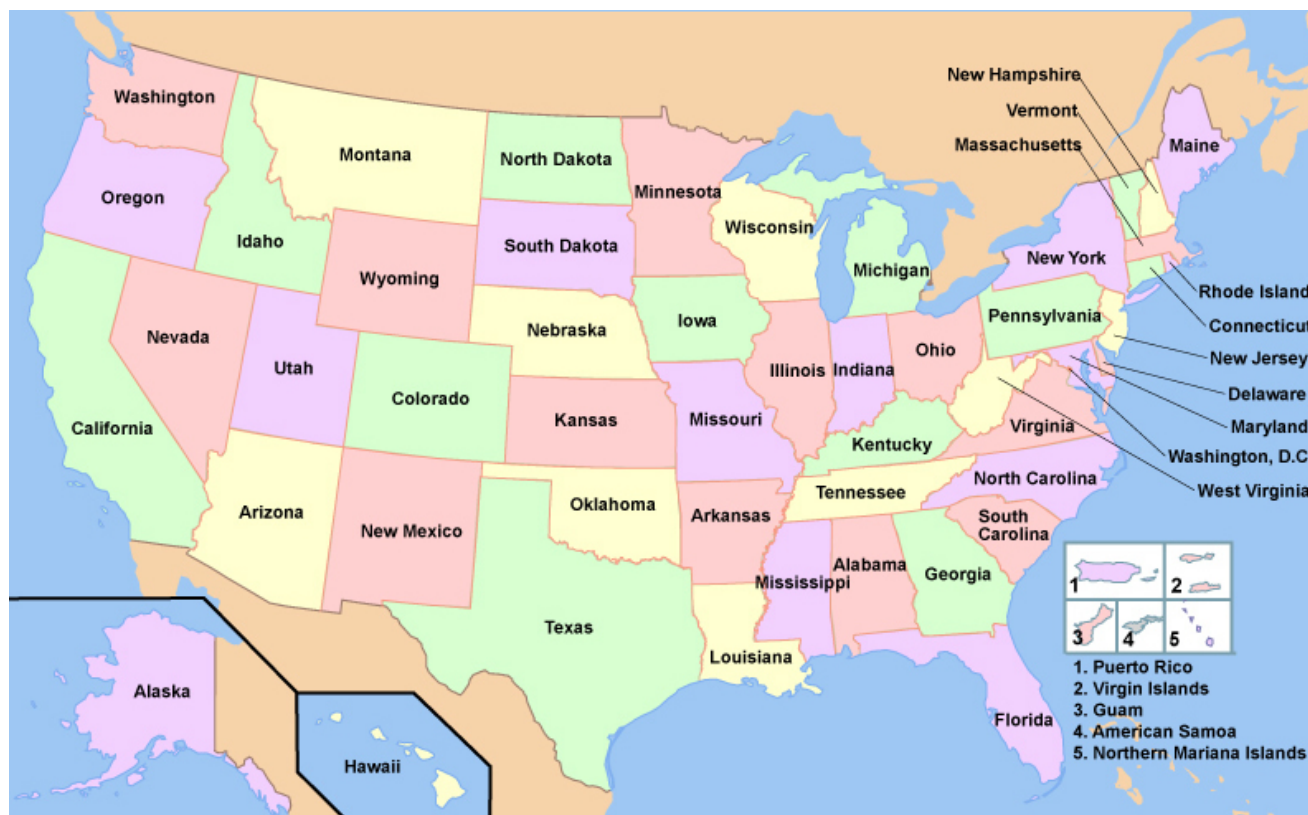 New Hampshire
Vermont
Massachusetts
Washington
Montana
North Dakota
Minnesota
Maine
Oregon
Idaho
Wisconsin
South Dakota
New York
Wyoming
Michigan
Rhode Island
Pennsylvania
Iowa
Connecticut
Nebraska
Nevada
Ohio
New Jersey
Utah
Illinois
Indiana
Delaware
Colorado
Kansas
Missouri
California
Virginia
Maryland
Kentucky
Washington, D.C
North Carolina
West Virginia
Tennessee
Oklahoma
Arizona
Arkansas
South
Carolina
New Mexico
Alabama
Georgia
Mississippi
1
2
Texas
3
4
5
Louisiana
1. Puerto Rico
2. Virgin Islands
3. Guam
4. American Samoa
5. Northern Mariana Islands
Alaska
Florida
Hawaii